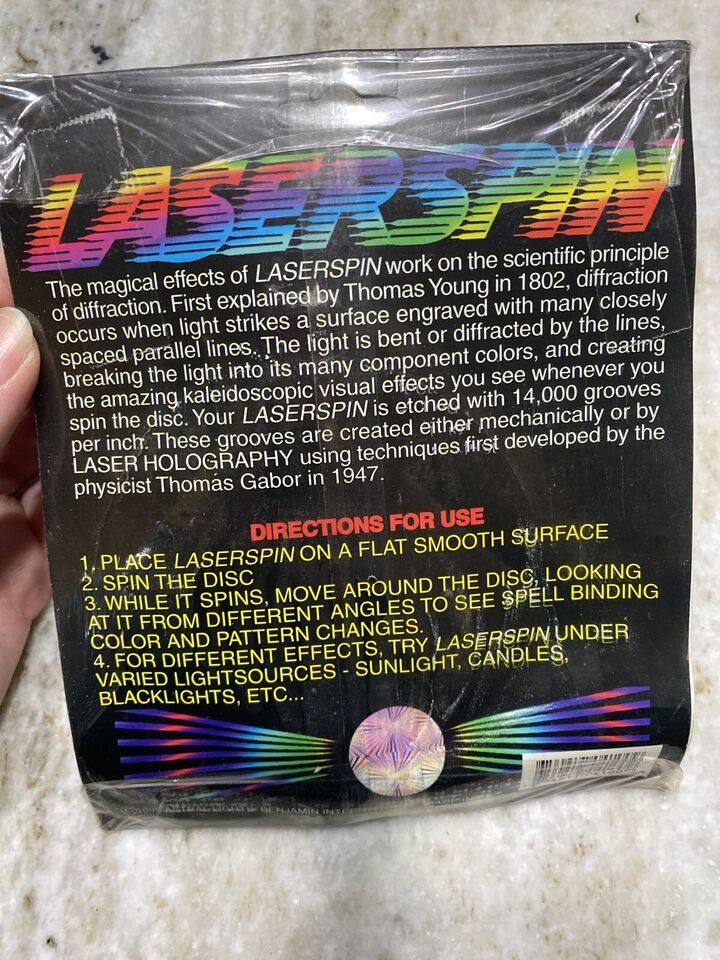 LASERSPIN
The magical effects of LASERSPIN work on the scientific principle
of diffraction. First explained by Thomas Young in 1802, diffraction
occurs when light strikes a surface engraved with many closely
spaced parallel lines. The light is bent or diffracted by the lines,
breaking the light into its many component colors, and creating
the amazing kaleidoscopic visual effects you see whenever you
spin the disc. Your LASERSPIN is etched with 14,000 grooves
per inch. These grooves are created either mechanically or by
LASER HOLOGRAPHY using techniques first developed by the
physicist Thomas Gabor in 1947.
DIRECTIONS FOR USE
1. PLACE LASERSPIN ON A FLAT SMOOTH SURFACE
2. SPIN THE DISC
3. WHILE IT SPINS, MOVE AROUND THE DISC, LOOKING
AT IT FROM DIFFERENT ANGLES TO SEE SPELL BINDING
COLOR AND PATTERN CHANGES.
4. FOR DIFFERENT EFFECTS, TRY LASERSPIN UNDER
VARIED LIGHTSOURCES - SUNLIGHT, CANDLES,
BLACKLIGHTS, ETC...
BENJAMIN